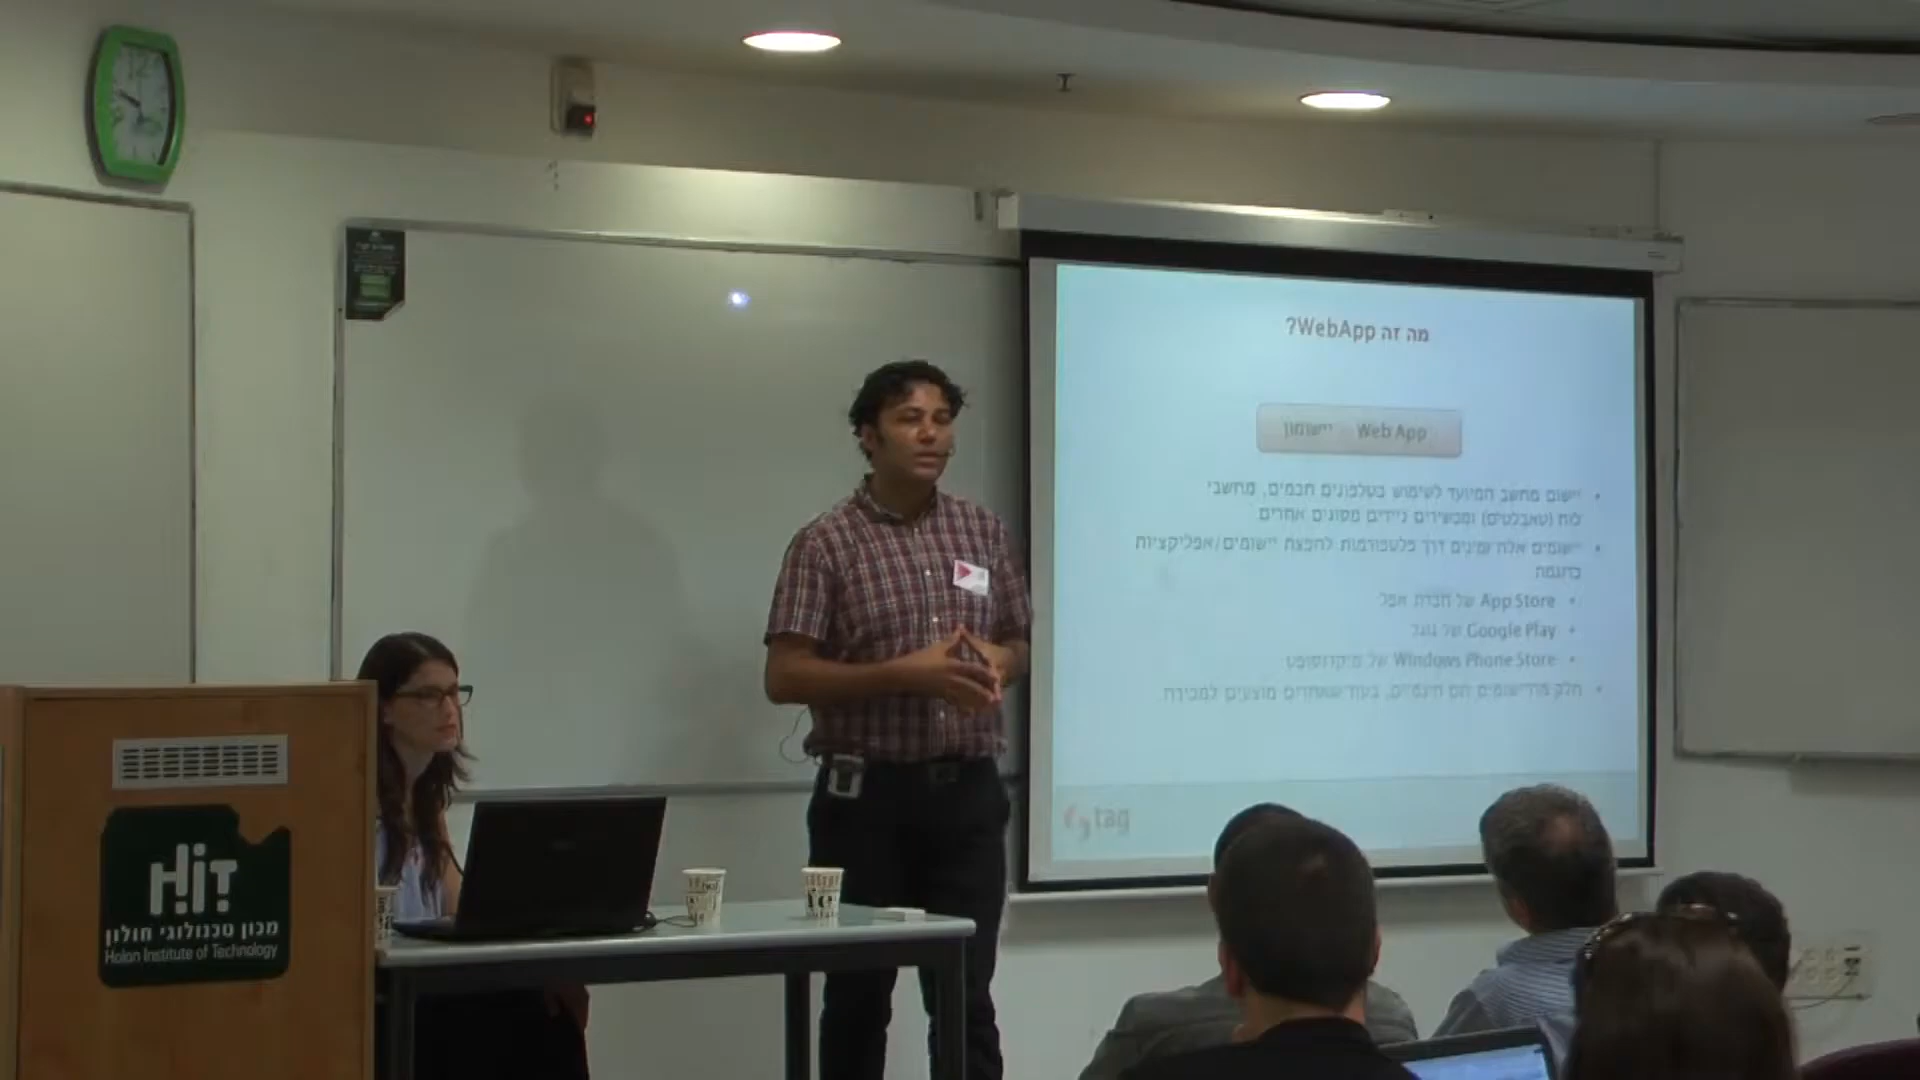 מה זה WebApp?
Web App יישומון
יישום מחשב המיועד לשימוש בטלפונים חכמים, מחשבי
לוח (טאבלטים) ומכשירים ניידים מסוגים אחרים
יישומים אלה זמינים דרך פלטפורמות להפצת יישומים/אפליקציות
כדוגמת
App Store של חברת אפל
Google Play של גוגל
Windows Phone Store של מיקרוסופט
חלק מהיישומים הם חינמיים, בעוד שאחרים מוצעים למכירה.
tag
HiT
מכון טכנולוגי חולון
Holon Institute of Technology